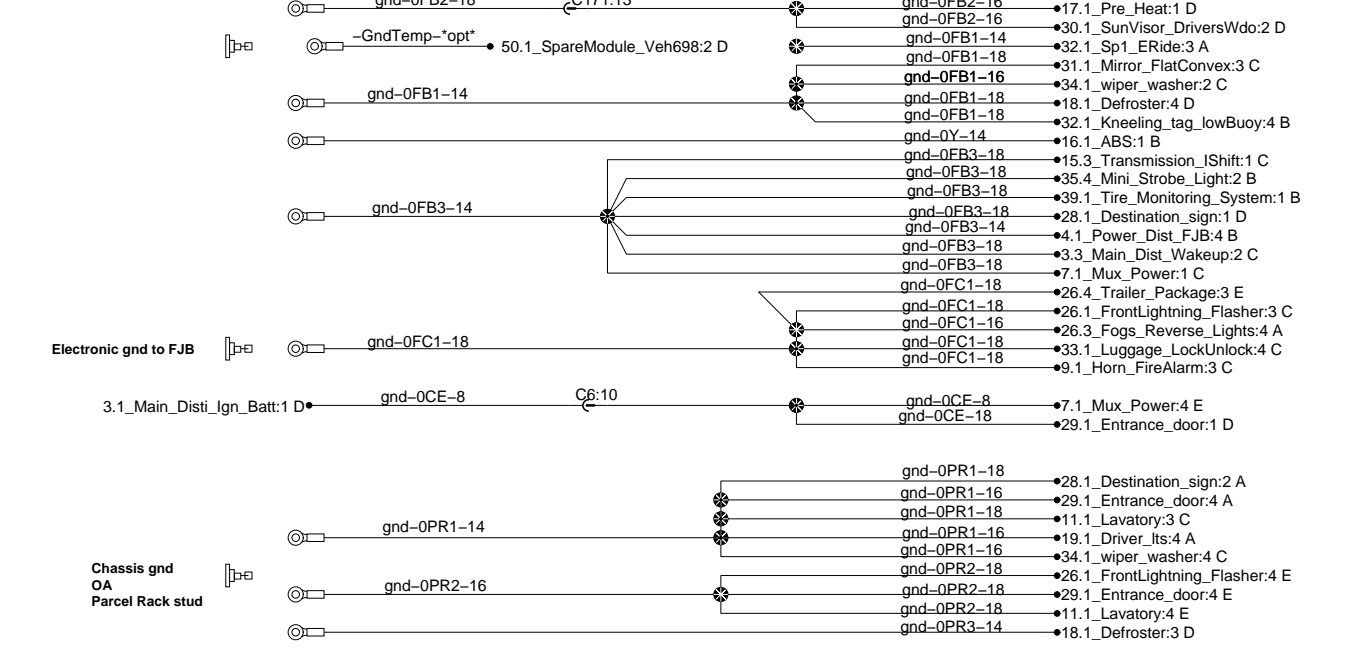 gnd-0FB2-18 C171:13 gnd-0FB2-16 17.1_Pre_Heat:1 D
gnd-0FB2-16 30.1_SunVisor_DriversWdo:2 D
-GndTemp-*opt* 50.1_SpareModule_Veh698:2 D gnd-0FB1-14 32.1_Sp1_ERide:3 A
gnd-0FB1-18 31.1_Mirror_FlatConvex:3 C
gnd-0FB1-16 34.1_wiper_washer:2 C
gnd-0FB1-14 gnd-0FB1-18 18.1_Defroster:4 D
gnd-0FB1-18 32.1_Kneeling_tag_lowBuoy:4 B
gnd-0Y-14 16.1_ABS:1 B
gnd-0FB3-18 15.3_Transmission_IShift:1 C
gnd-0FB3-18 35.4_Mini_Strobe_Light:2 B
gnd-0FB3-18 39.1_Tire_Monitoring_System:1 B
gnd-0FB3-14 gnd-0FB3-18 28.1_Destination_sign:1 D
gnd-0FB3-14 4.1_Power_Dist_FJB:4 B
gnd-0FB3-18 3.3_Main_Dist_Wakeup:2 C
gnd-0FB3-18 7.1_Mux_Power:1 C
gnd-0FC1-18 26.4_Trailer_Package:3 E
gnd-0FC1-18 26.1_FrontLightning_Flasher:3 C
gnd-0FC1-16 26.3_Fogs_Reverse_Lights:4 A
Electronic gnd to FJB gnd-0FC1-18 gnd-0FC1-18 33.1_Luggage_LockUnlock:4 C
gnd-0FC1-18 9.1_Horn_FireAlarm:3 C
3.1_Main_Disti_Ign_Batt:1 D gnd-0CE-8 C6:10 gnd-0CE-8 7.1_Mux_Power:4 E
gnd-0CE-18 29.1_Entrance_door:1 D
gnd-0PR1-18 28.1_Destination_sign:2 A
gnd-0PR1-16 29.1_Entrance_door:4 A
gnd-0PR1-18 11.1_Lavatory:3 C
gnd-0PR1-14 gnd-0PR1-16 19.1_Driver_lts:4 A
gnd-0PR1-16 34.1_wiper_washer:4 C
Chassis gnd
OA
Parcel Rack stud
gnd-0PR2-18 26.1_FrontLightning_Flasher:4 E
gnd-0PR2-16 gnd-0PR2-18 29.1_Entrance_door:4 E
gnd-0PR2-18 11.1_Lavatory:4 E
gnd-0PR3-14 18.1_Defroster:3 D